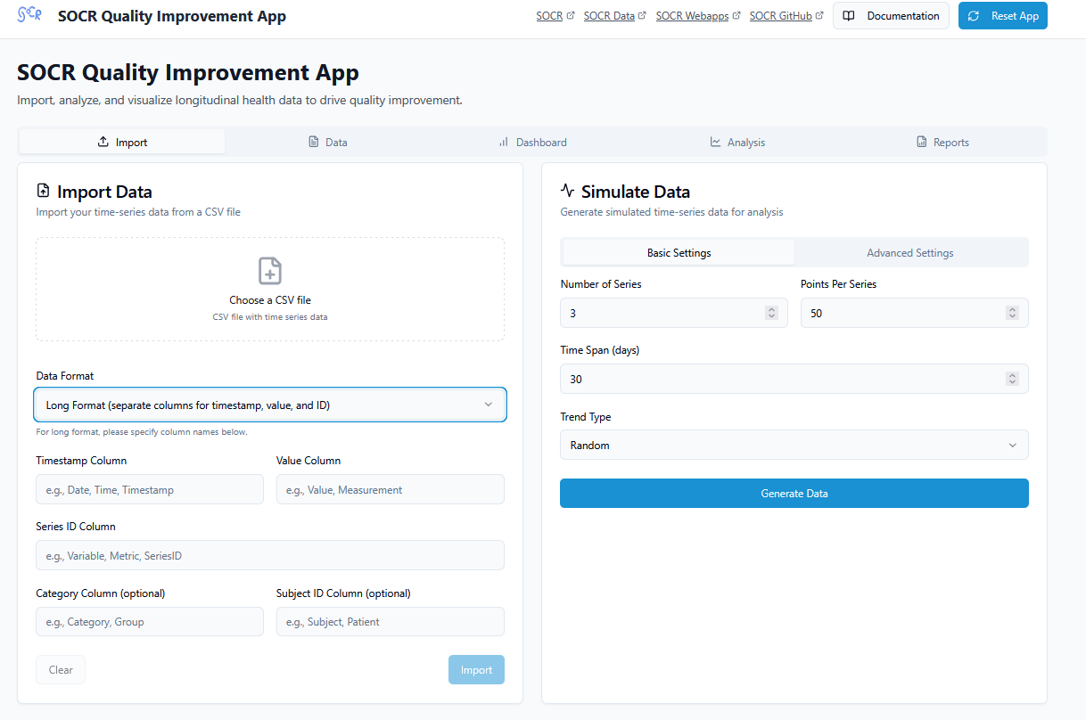 SOCR
SOCR Quality Improvement App
SOCR SOCR Data SOCR Webapps SOCR GitHub Documentation Reset App
SOCR Quality Improvement App
Import, analyze, and visualize longitudinal health data to drive quality improvement.
Import Data Dashboard Analysis Reports
Import Data
Import your time-series data from a CSV file
Choose a CSV file
CSV file with time series data
Data Format
Long Format (separate columns for timestamp, value, and ID)
For long format, please specify column names below.
Timestamp Column Value Column
e.g., Date, Time, Timestamp e.g., Value, Measurement
Series ID Column
e.g., Variable, Metric, SeriesID
Category Column (optional) Subject ID Column (optional)
e.g., Category, Group e.g., Subject, Patient
Clear Import
Simulate Data
Generate simulated time-series data for analysis
Basic Settings Advanced Settings
Number of Series Points Per Series
3 50
Time Span (days)
30
Trend Type
Random
Generate Data